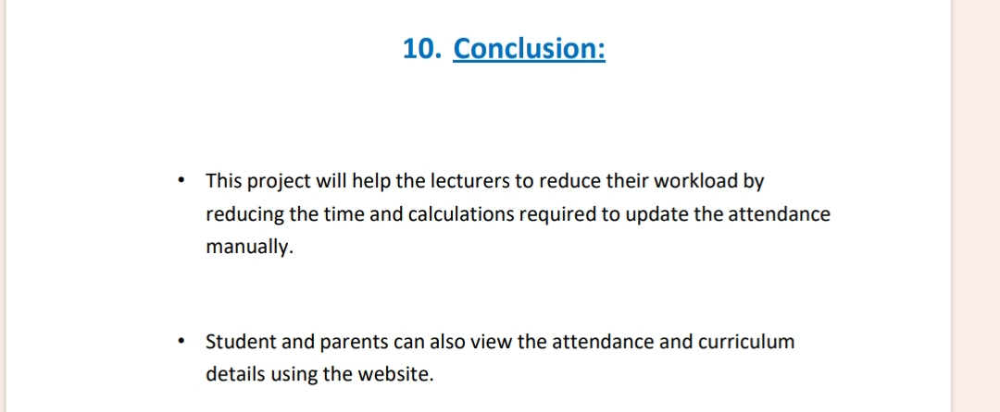 10. Conclusion:
• This project will help the lecturers to reduce their workload by
reducing the time and calculations required to update the attendance
manually.
• Student and parents can also view the attendance and curriculum
details using the website.